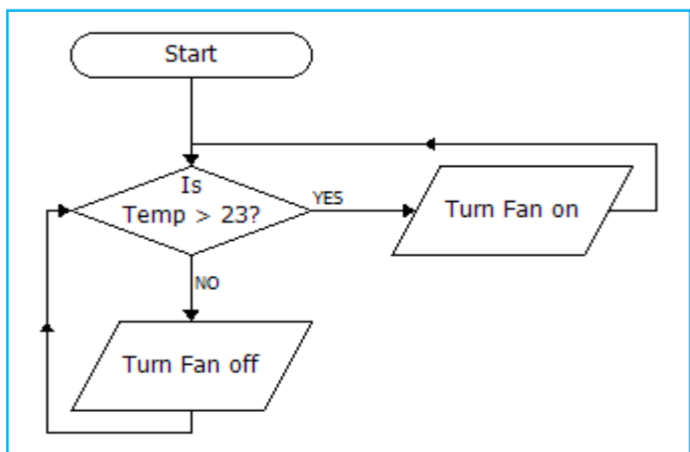 Start
Is
Temp > 23?
YES
Turn Fan on
NO
Turn Fan off